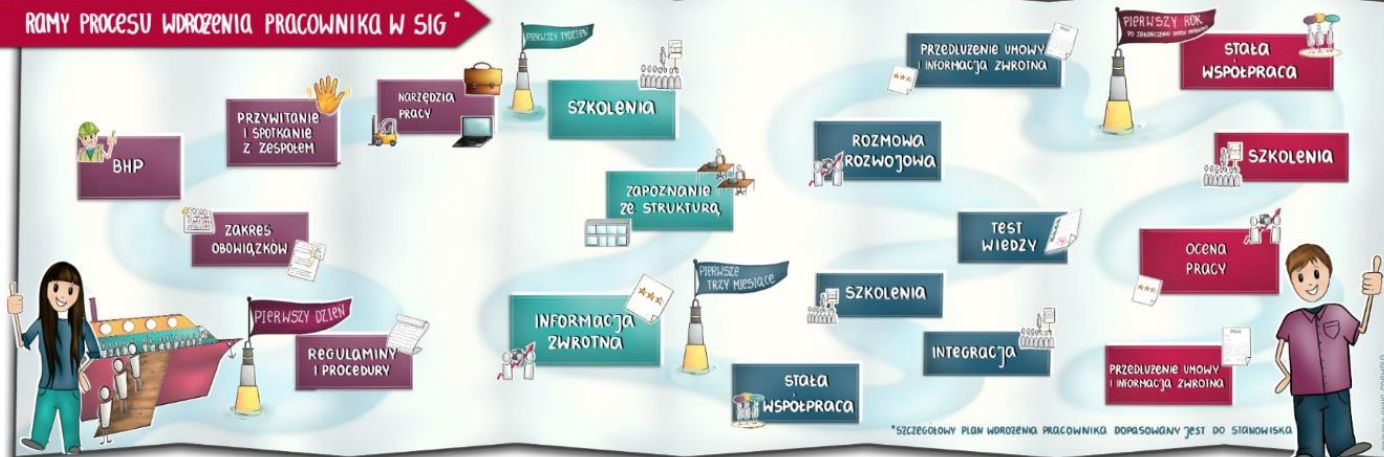 RAMY PROCESU WDROŻENIA PRACOWNIKA W SIG *
PIERWSZY DZIEŃ
REGULAMINY
I PROCEDURY
ZAKRES
OBOWIĄZKÓW
BHP
PRZYWITANIE
I SPOTKANIE
Z ZESPOŁEM
NARZĘDZIA
PRACY
PIERWSZY TYDZIEŃ
SZKOLENIA
ZAPOZNANIE
ZE STRUKTURĄ
INFORMACJA
ZWROTNA
PIERWSZE
TRZY MIESIĄCE
STAŁA
WSPÓŁPRACA
INTEGRACJA
SZKOLENIA
TEST
WIEDZY
ROZMOWA
ROZWOJOWA
PRZEDŁUŻENIE UMOWY
I INFORMACJA ZWROTNA
PIERWSZY ROK
STAŁA
WSPÓŁPRACA
SZKOLENIA
OCENA
PRACY
PRZEDŁUŻENIE UMOWY
I INFORMACJA ZWROTNA
*SZCZEGÓŁOWY PLAN WDROŻENIA PRACOWNIKA DOPASOWANY JEST DO STANOWISKA